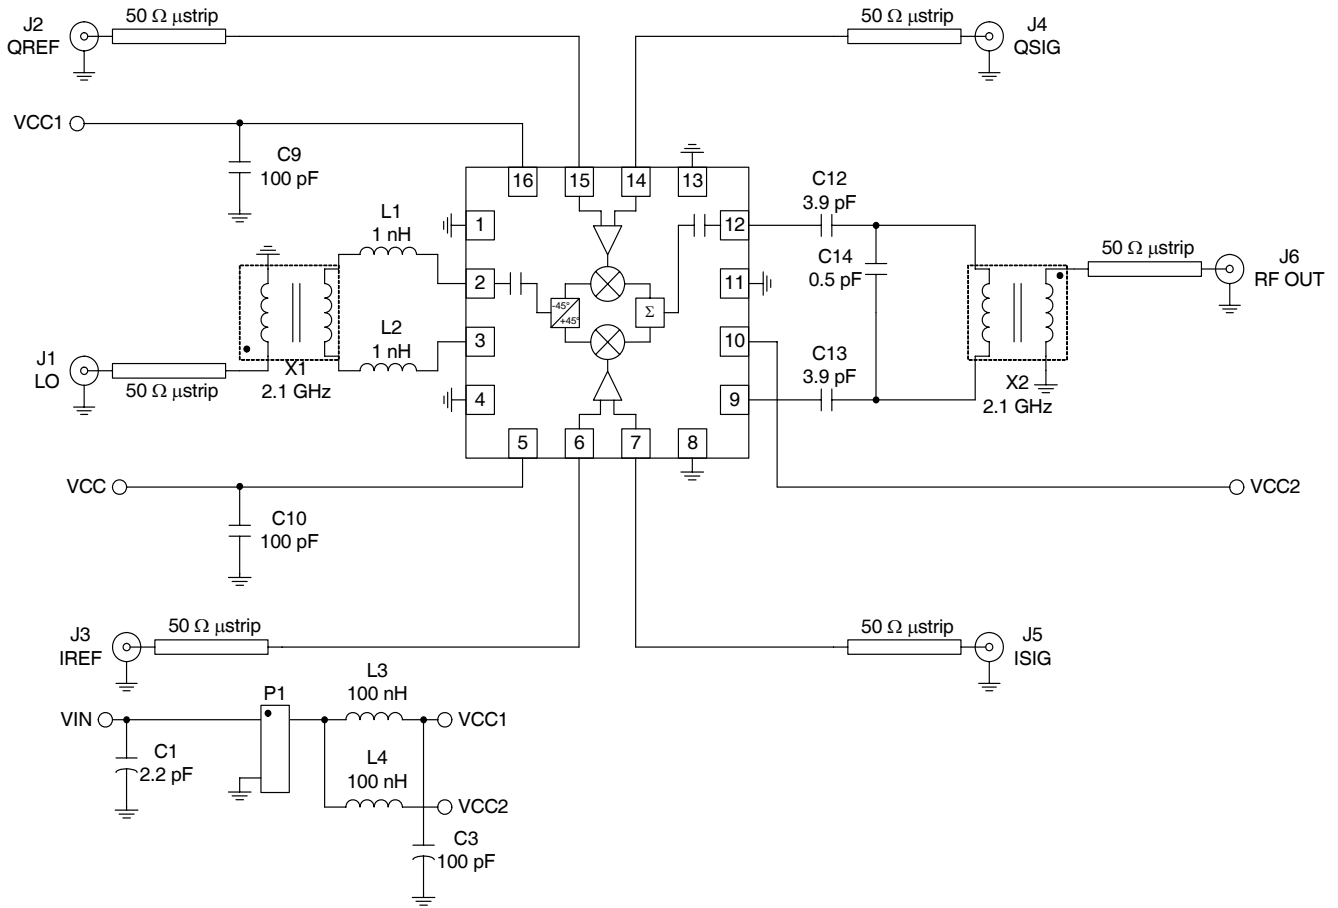 J2
QREF
50 Ω µstrip
50 Ω µstrip
J4
QSIG
VCC1
C9
100 pF
16
15
14
13
1
2
3
4
12
11
10
9
5
6
7
8
-45°
+45°
Σ
L1
1 nH
L2
1 nH
X1
2.1 GHz
J1
LO
50 Ω µstrip
C12
3.9 pF
C14
0.5 pF
C13
3.9 pF
X2
2.1 GHz
50 Ω µstrip
J6
RF OUT
VCC
C10
100 pF
VCC2
J3
IREF
50 Ω µstrip
50 Ω µstrip
J5
ISIG
VIN
C1
2.2 pF
P1
L3
100 nH
VCC1
L4
100 nH
VCC2
C3
100 pF